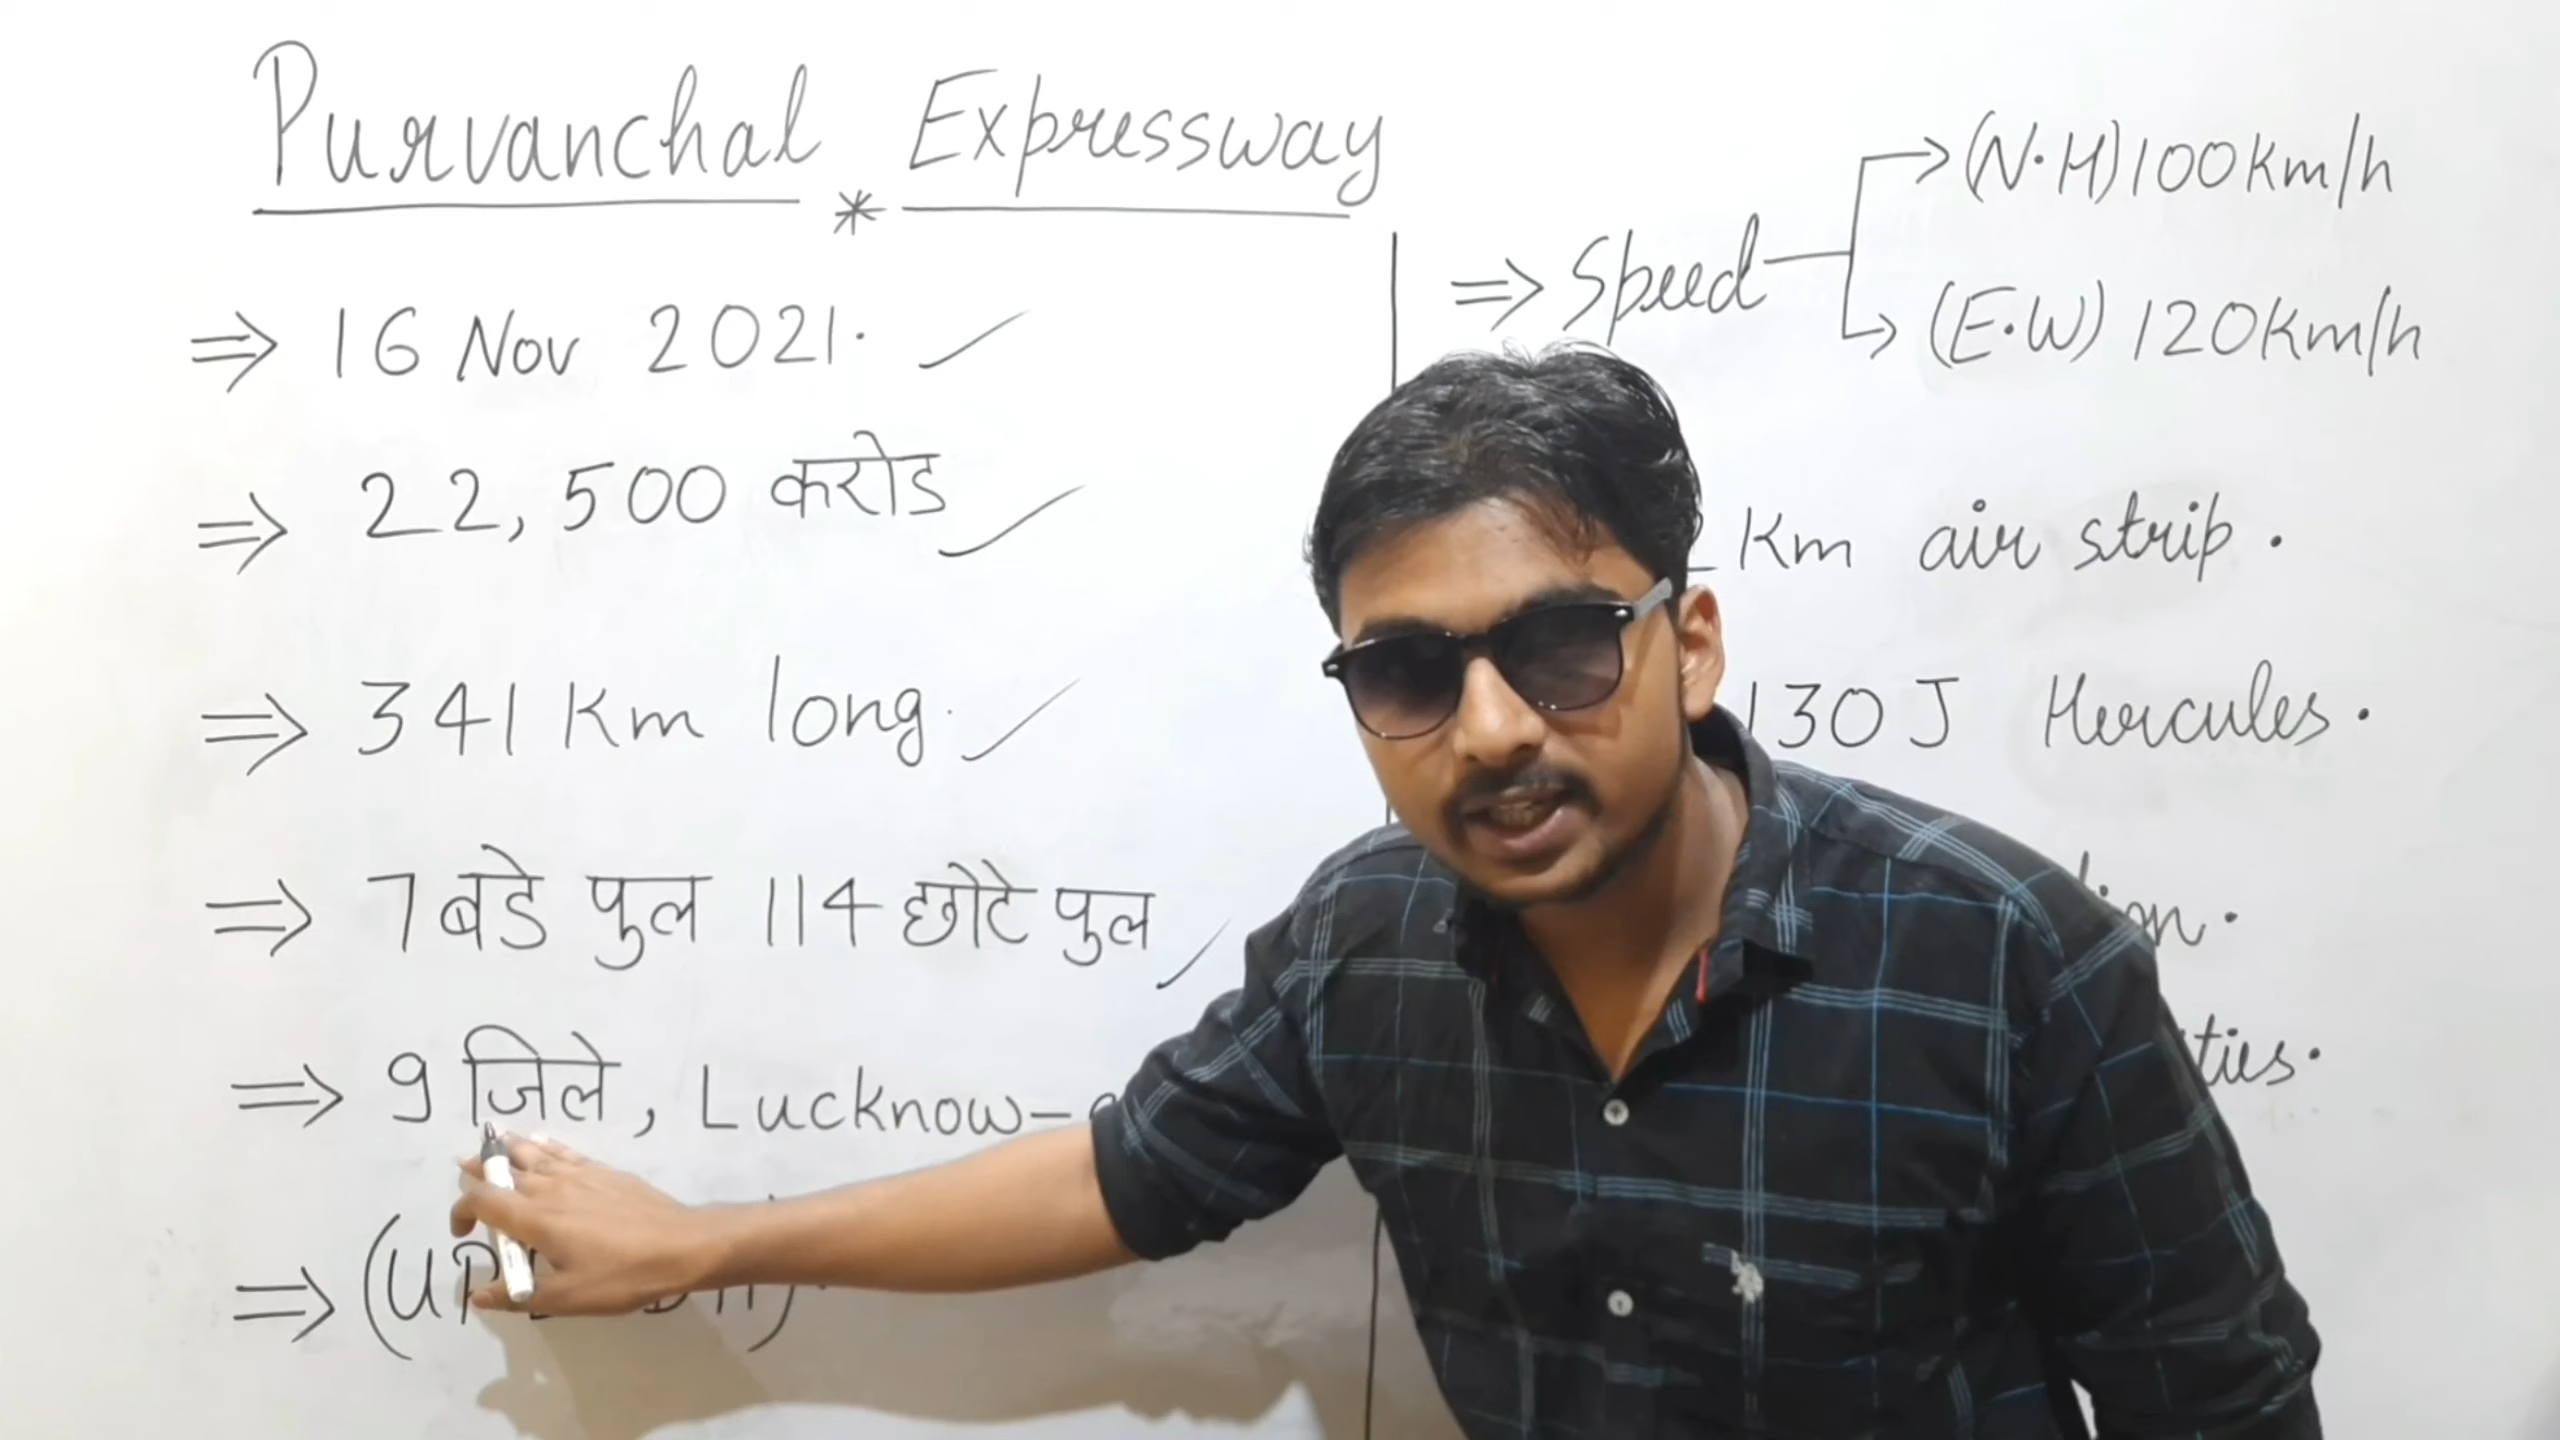 Purvanchal Expressway
*
⇒ 16 Nov 2021.
⇒ 22,500 करोड
⇒ 341 Km long.
⇒ 7 बडे पुल 114 छोटे पुल
⇒ 9 जिले, Lucknow-
⇒ Speed
→ (N.H) 100 Km/h
→ (E.W) 120 Km/h
Km air strip.
130J Hercules.